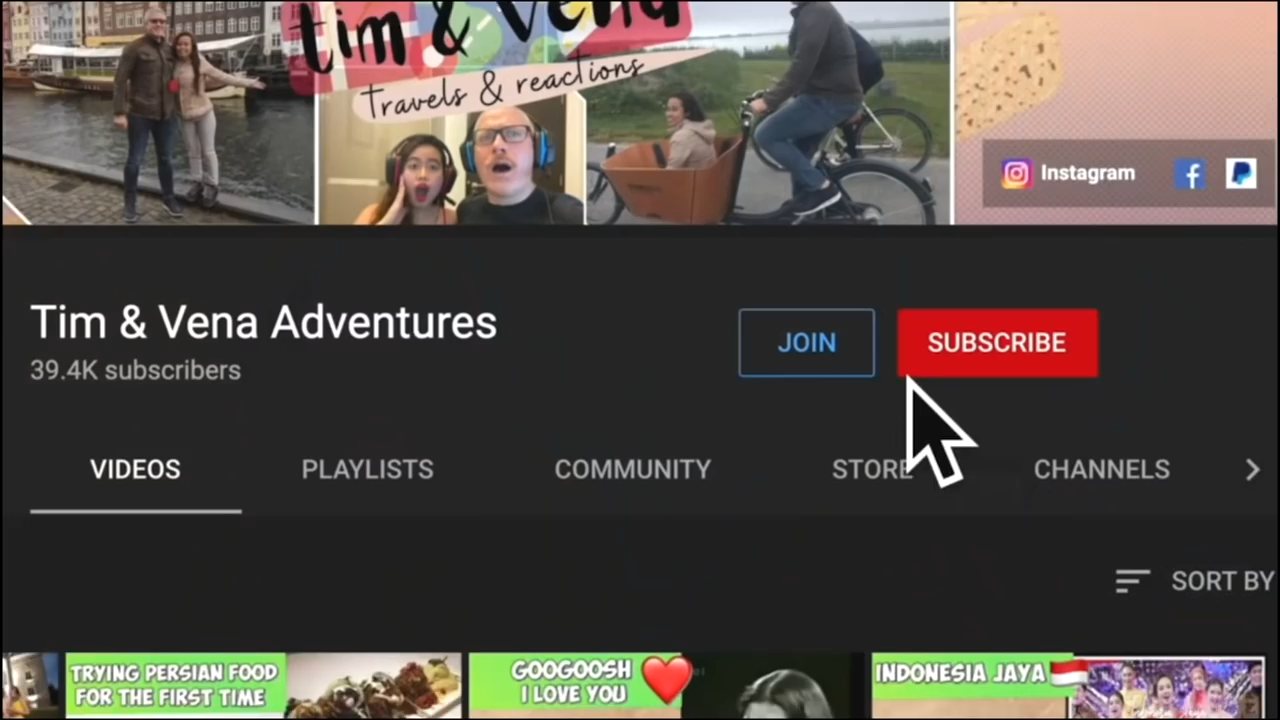 tim & vena
Travels & reactions
Instagram
Tim & Vena Adventures
39.4K subscribers
JOIN
SUBSCRIBE
VIDEOS
PLAYLISTS
COMMUNITY
STORE
CHANNELS
SORT BY
TRYING PERSIAN FOOD
FOR THE FIRST TIME
GOOGOOSH
I LOVE YOU
INDONESIA JAYA